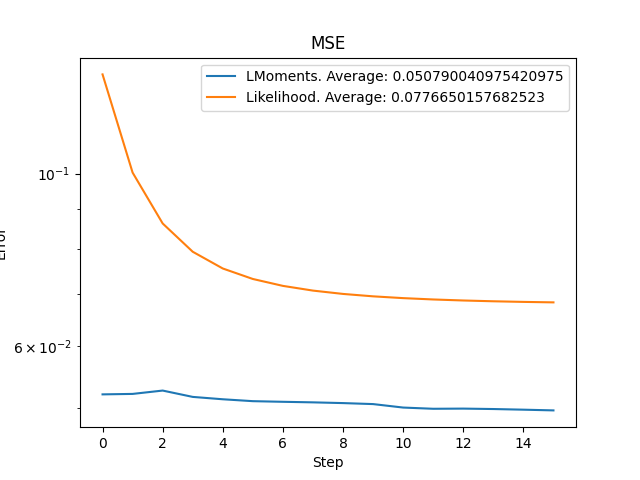 MSE
LMoments. Average: 0.050790040975420975
Likelihood. Average: 0.0776650157682523
10⁻¹
6 × 10⁻²
Error
0 2 4 6 8 10 12 14
Step